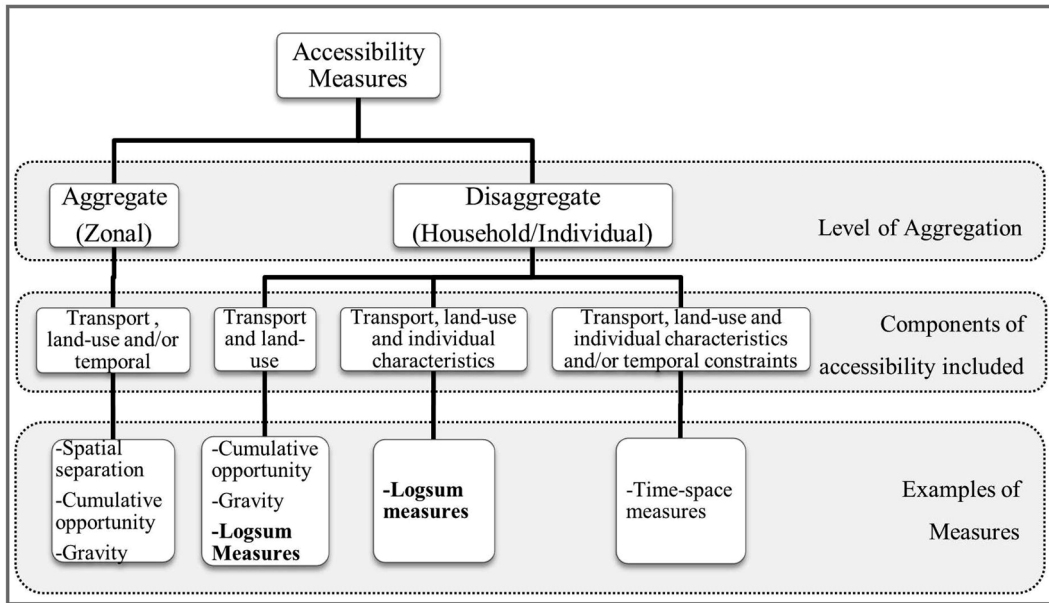 Accessibility
Measures
Aggregate
(Zonal)
Disaggregate
(Household/Individual)
Level of Aggregation
Transport ,
land-use and/or
temporal
Transport
and land-
use
Transport, land-use
and individual
characteristics
Transport, land-use and
individual characteristics
and/or temporal constraints
Components of
accessibility included
-Spatial
separation
-Cumulative
opportunity
-Gravity
-Cumulative
opportunity
-Gravity
-Logsum
Measures
-Logsum
measures
-Time-space
measures
Examples of
Measures